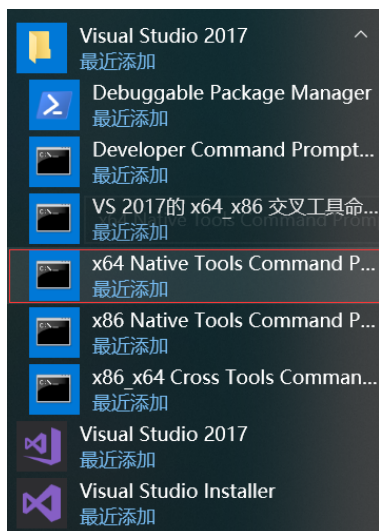 Visual Studio 2017
最近添加
Debuggable Package Manager
最近添加
Developer Command Prompt...
最近添加
VS 2017的 x64_x86 交叉工具命...
最近添加
x64 Native Tools Command P...
最近添加
x86 Native Tools Command P...
最近添加
x86_x64 Cross Tools Comman...
最近添加
Visual Studio 2017
最近添加
Visual Studio Installer
最近添加